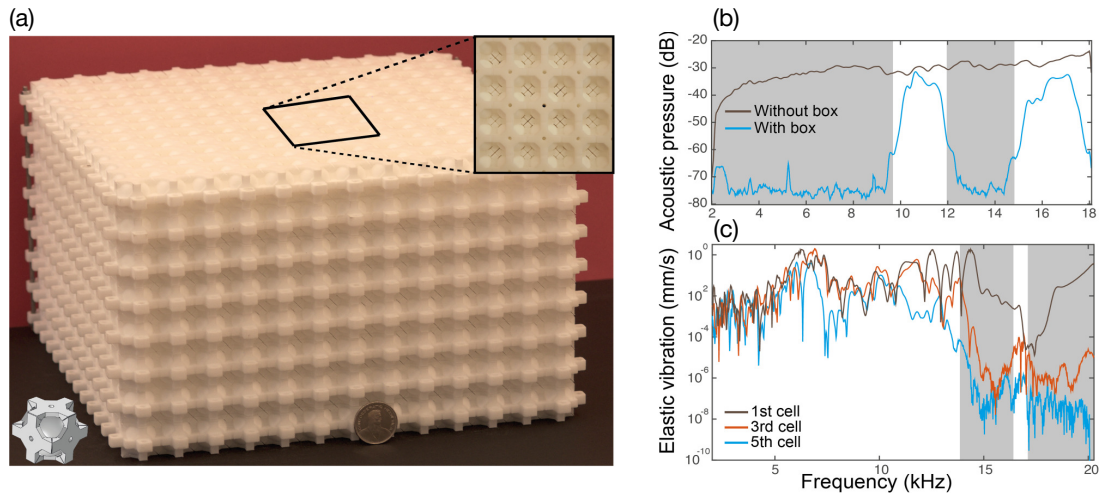 (a)
(b)
Acoustic pressure (dB)
-20
-30
-40
-50
-60
-70
-80
Without box
With box
2
4
6
8
10
12
14
16
18
(c)
Elastic vibration (mm/s)
10⁰
10⁻²
10⁻⁴
10⁻⁶
10⁻⁸
10⁻¹⁰
1st cell
3rd cell
5th cell
5
10
15
20
Frequency (kHz)